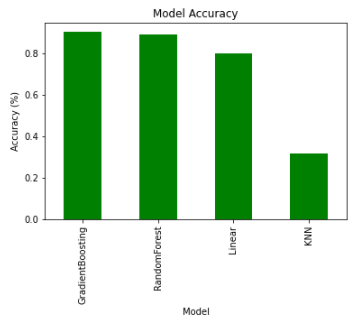 Model Accuracy
Accuracy (%)
0.8
0.6
0.4
0.2
0.0
GradientBoosting
RandomForest
Linear
KNN
Model